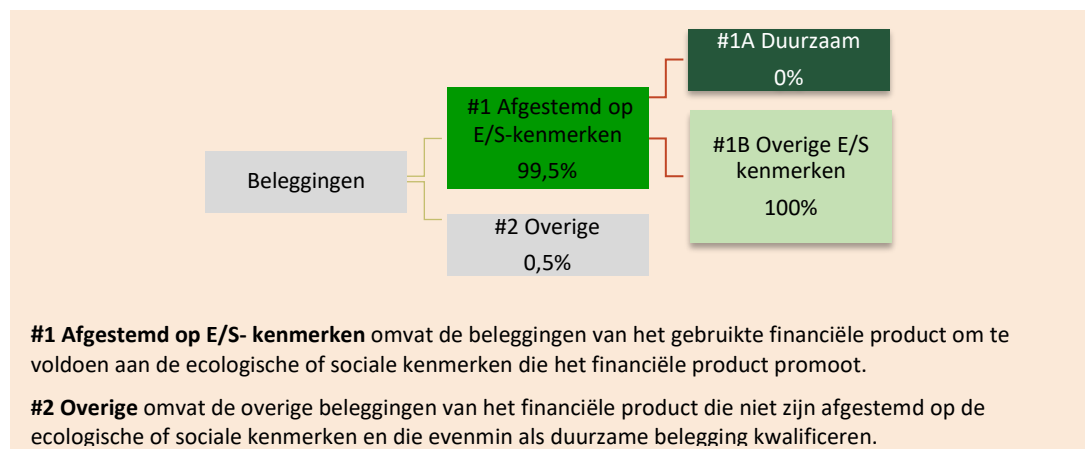 #1A Duurzaam
0%
#1 Afgestemd op
E/S-kenmerken
99,5%
#1B Overige E/S
kenmerken
100%
Beleggingen
#2 Overige
0,5%
#1 Afgestemd op E/S- kenmerken omvat de beleggingen van het gebruikte financiële product om te
voldoen aan de ecologische of sociale kenmerken die het financiële product promoot.
#2 Overige omvat de overige beleggingen van het financiële product die niet zijn afgestemd op de
ecologische of sociale kenmerken en die evenmin als duurzame belegging kwalificeren.